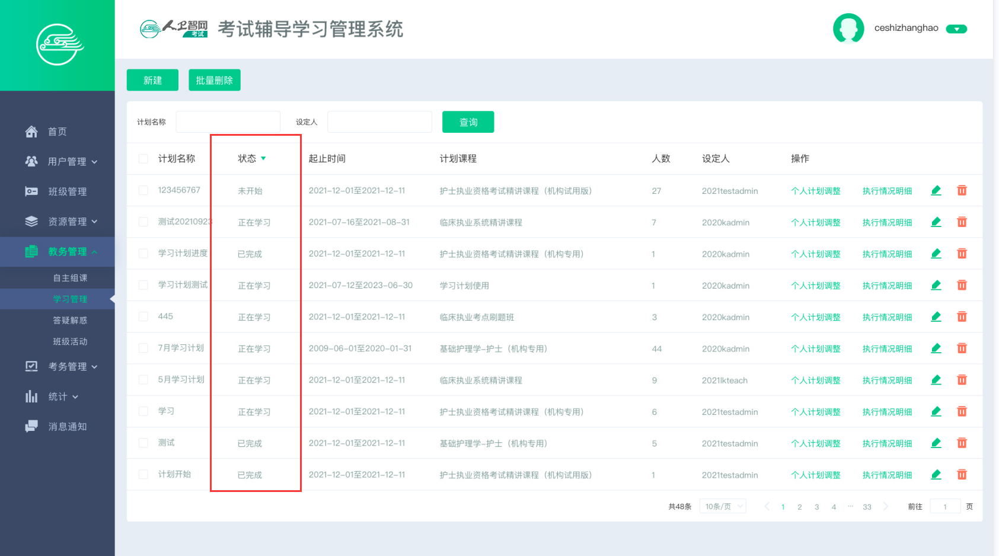 人卫智网 考试 考试辅导学习管理系统
ceshizhanghao
新建 批量删除
首页
用户管理
班级管理
资源管理
教务管理
自主组课
学习管理
答疑解惑
班级活动
考务管理
统计
消息通知
计划名称 设定人 查询
计划名称 状态 起止时间 计划课程 人数 设定人 操作
123456767 未开始 2021-12-01至2021-12-11 护士执业资格考试精讲课程（机构试用版） 27 2021testadmin 个人计划调整 执行情况明细
测试20210923 正在学习 2021-07-16至2021-08-31 临床执业系统精讲课程 7 2020kadmin 个人计划调整 执行情况明细
学习计划进度 已完成 2021-12-01至2021-12-11 护士执业资格考试精讲课程（机构专用） 1 2020kadmin 个人计划调整 执行情况明细
学习计划测试 正在学习 2021-07-12至2023-06-30 学习计划使用 1 2020kadmin 个人计划调整 执行情况明细
445 正在学习 2021-12-01至2021-12-11 临床执业考点刷题班 3 2020kadmin 个人计划调整 执行情况明细
7月学习计划 正在学习 2009-06-01至2020-01-31 基础护理学-护士（机构专用） 44 2020kadmin 个人计划调整 执行情况明细
5月学习计划 正在学习 2021-12-01至2021-12-11 临床执业系统精讲课程 9 2021lkteach 个人计划调整 执行情况明细
学习 正在学习 2021-12-01至2021-12-11 护士执业资格考试精讲课程（机构专用） 6 2021testadmin 个人计划调整 执行情况明细
测试 已完成 2021-12-01至2021-12-11 基础护理学-护士（机构专用） 5 2021testadmin 个人计划调整 执行情况明细
计划开始 已完成 2021-12-01至2021-12-11 护士执业资格考试精讲课程（机构试用版） 1 2021testadmin 个人计划调整 执行情况明细
共48条 10条/页 1 2 3 4 ··· 33 前往 1 页